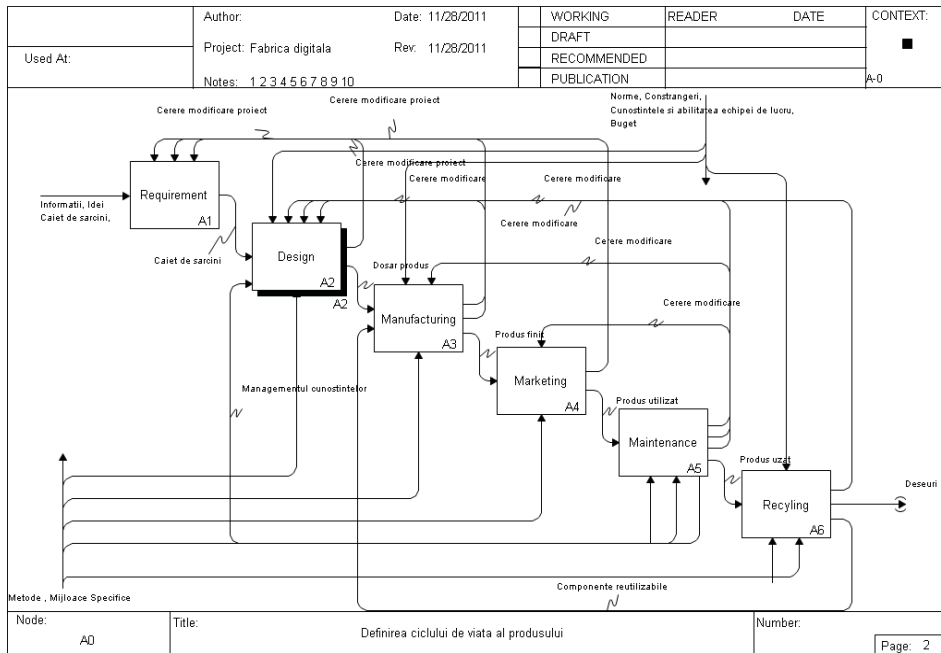 Used At:
Author:
Date: 11/28/2011
Project: Fabrica digitala
Rev: 11/28/2011
Notes: 1 2 3 4 5 6 7 8 9 10
WORKING
DRAFT
RECOMMENDED
PUBLICATION
READER
DATE
CONTEXT:
A-0
Cerere modificare proiect
Cerere modificare proiect
Norme, Constrangeri,
Cunostintele si abilitatea echipei de lucru,
Buget
Cerere modificare proiect
Cerere modificare
Cerere modificare
Requirement
A1
Informatii, Idei
Caiet de sarcini,
Cerere modificare
Cerere modificare
Caiet de sarcini
Design
A2
A2
Dosar produs
Cerere modificare
Manufacturing
A3
Produs finit
Managementul cunostintelor
Marketing
A4
Produs utilizat
Maintenance
A5
Produs uzat
Recyling
A6
Deseuri
Componente reutilizabile
Metode , Mijloace Specifice
Node:
A0
Title:
Definirea ciclului de viata al produsului
Number:
Page: 2